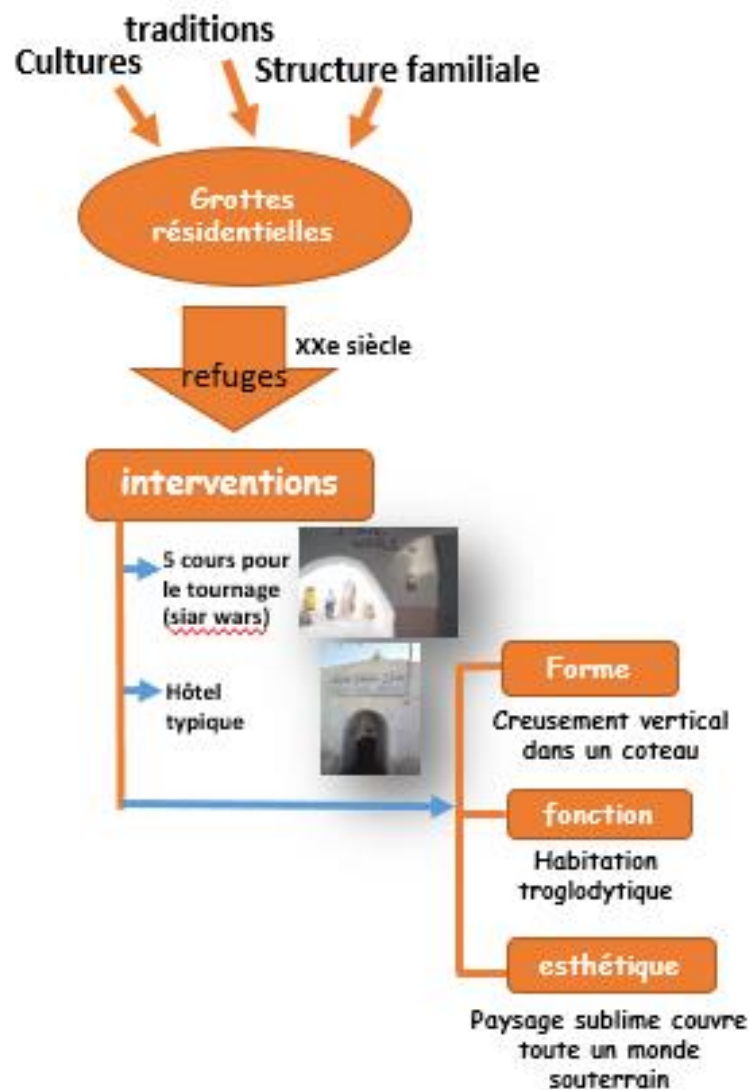 traditions
Cultures
Structure familiale
Grottes
résidentielles
XXe siècle
refuges
interventions
5 cours pour
le tournage
(siar wars)
Hôtel
typique
Forme
Creusement vertical
dans un coteau
fonction
Habitation
troglodytique
esthétique
Paysage sublime couvre
toute un monde
souterrain